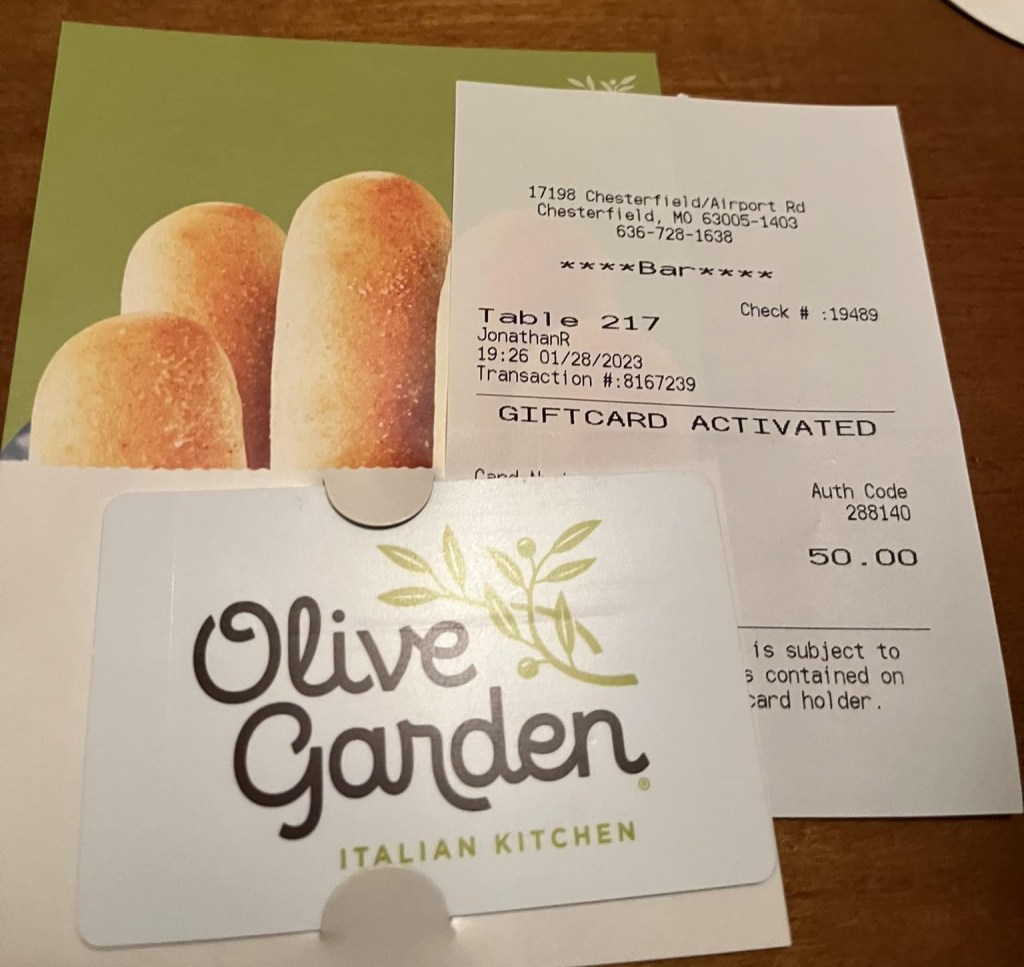 17198 Chesterfield/Airport Rd
Chesterfield, MO 63005-1403
636-728-1638
****Bar****
Check # :19489
Table 217
JonathanR
19:26 01/28/2023
Transaction #:8167239
GIFTCARD ACTIVATED
Card
Auth Code
288140
50.00
is subject to
contained on
card holder.
Olive
Garden®
ITALIAN KITCHEN